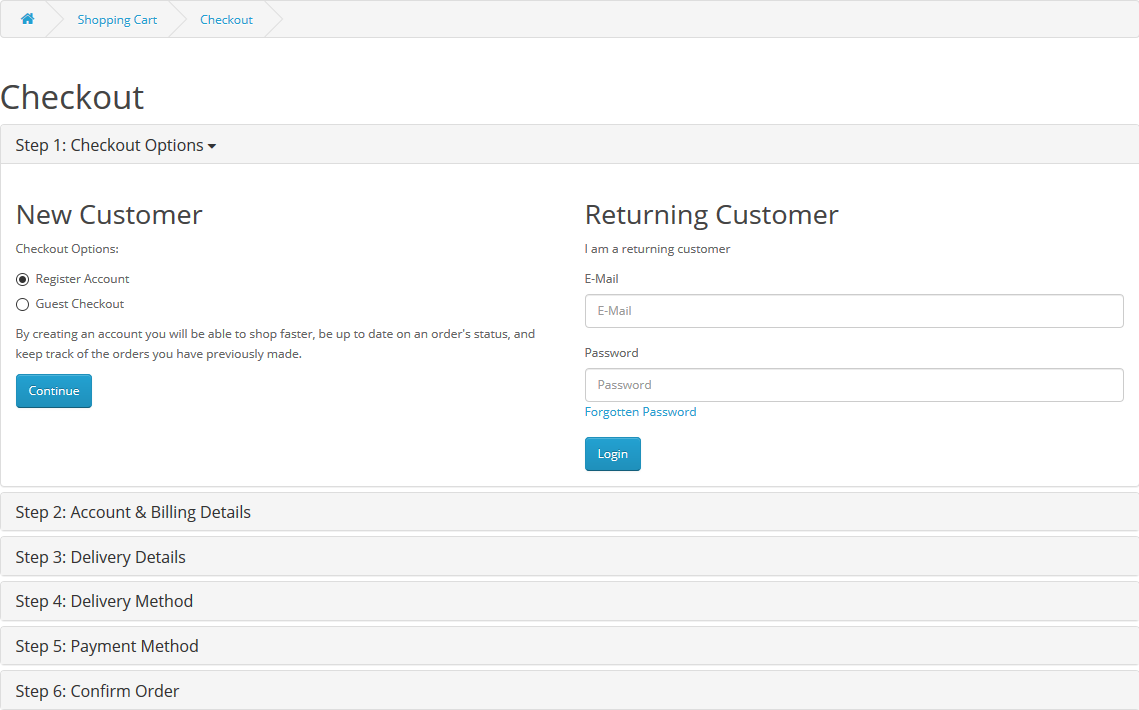 Shopping Cart
Checkout
Checkout
Step 1: Checkout Options
New Customer
Checkout Options:
Register Account
Guest Checkout
By creating an account you will be able to shop faster, be up to date on an order's status, and
keep track of the orders you have previously made.
Continue
Returning Customer
I am a returning customer
E-Mail
E-Mail
Password
Password
Forgotten Password
Login
Step 2: Account & Billing Details
Step 3: Delivery Details
Step 4: Delivery Method
Step 5: Payment Method
Step 6: Confirm Order